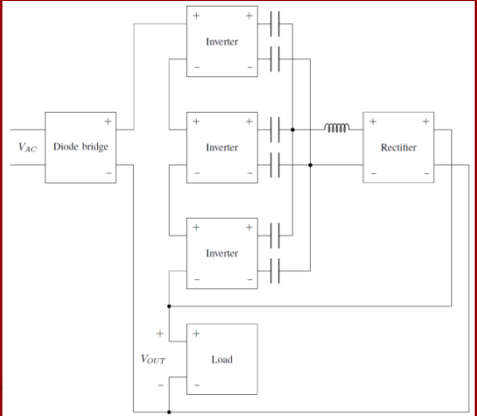 + +
Inverter
− −
+
V_AC Diode bridge
−
+ +
Inverter
− −
+ +
Rectifier
− −
+ +
Inverter
− −
+ +
V_OUT Load
− −